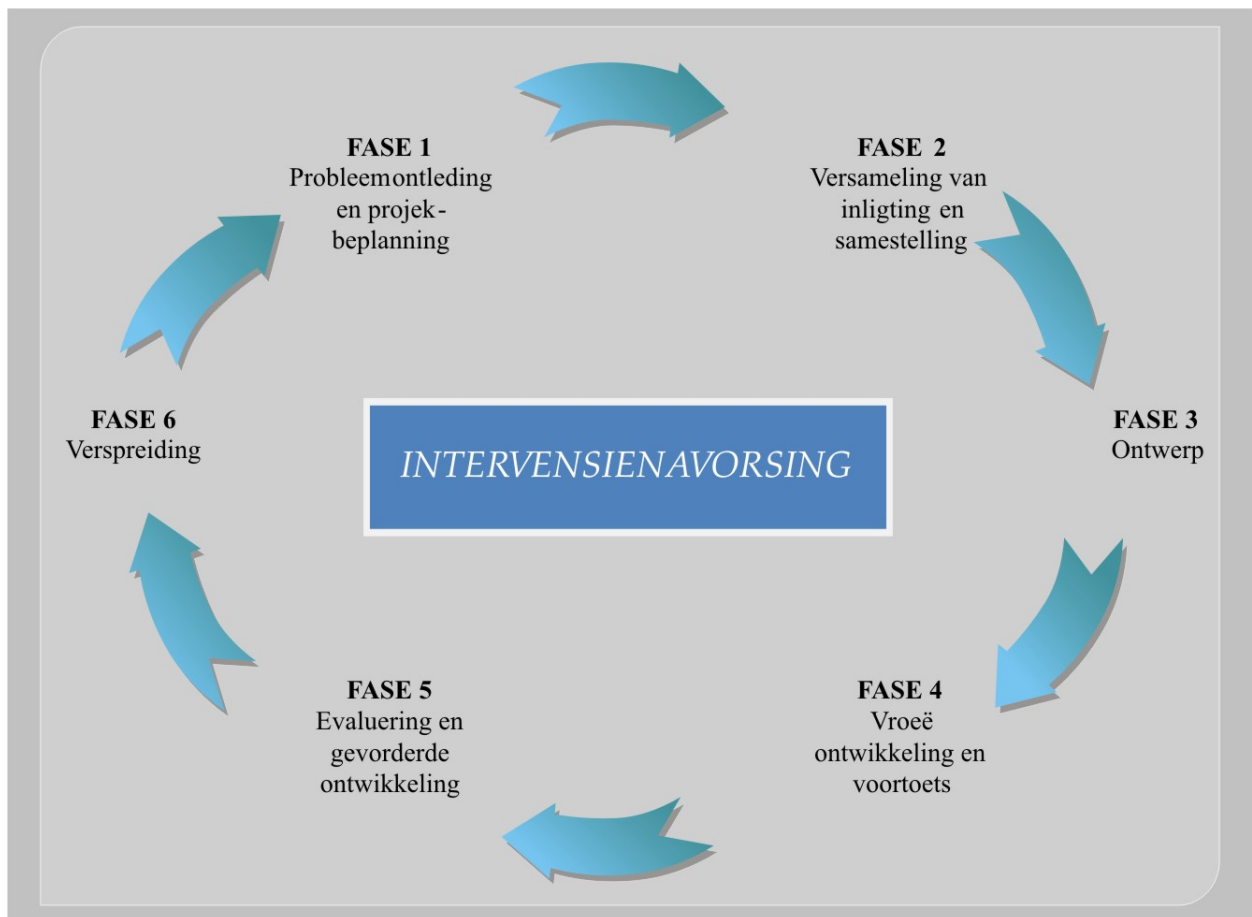 FASE 1
Probleemontleding
en projek-
beplanning
FASE 2
Versameling van
inligting en
samestelling
FASE 3
Ontwerp
FASE 4
Vroeë
ontwikkeling en
voortoets
FASE 5
Evaluering en
gevorderde
ontwikkeling
FASE 6
Verspreiding
INTERVENSIENAVORSING